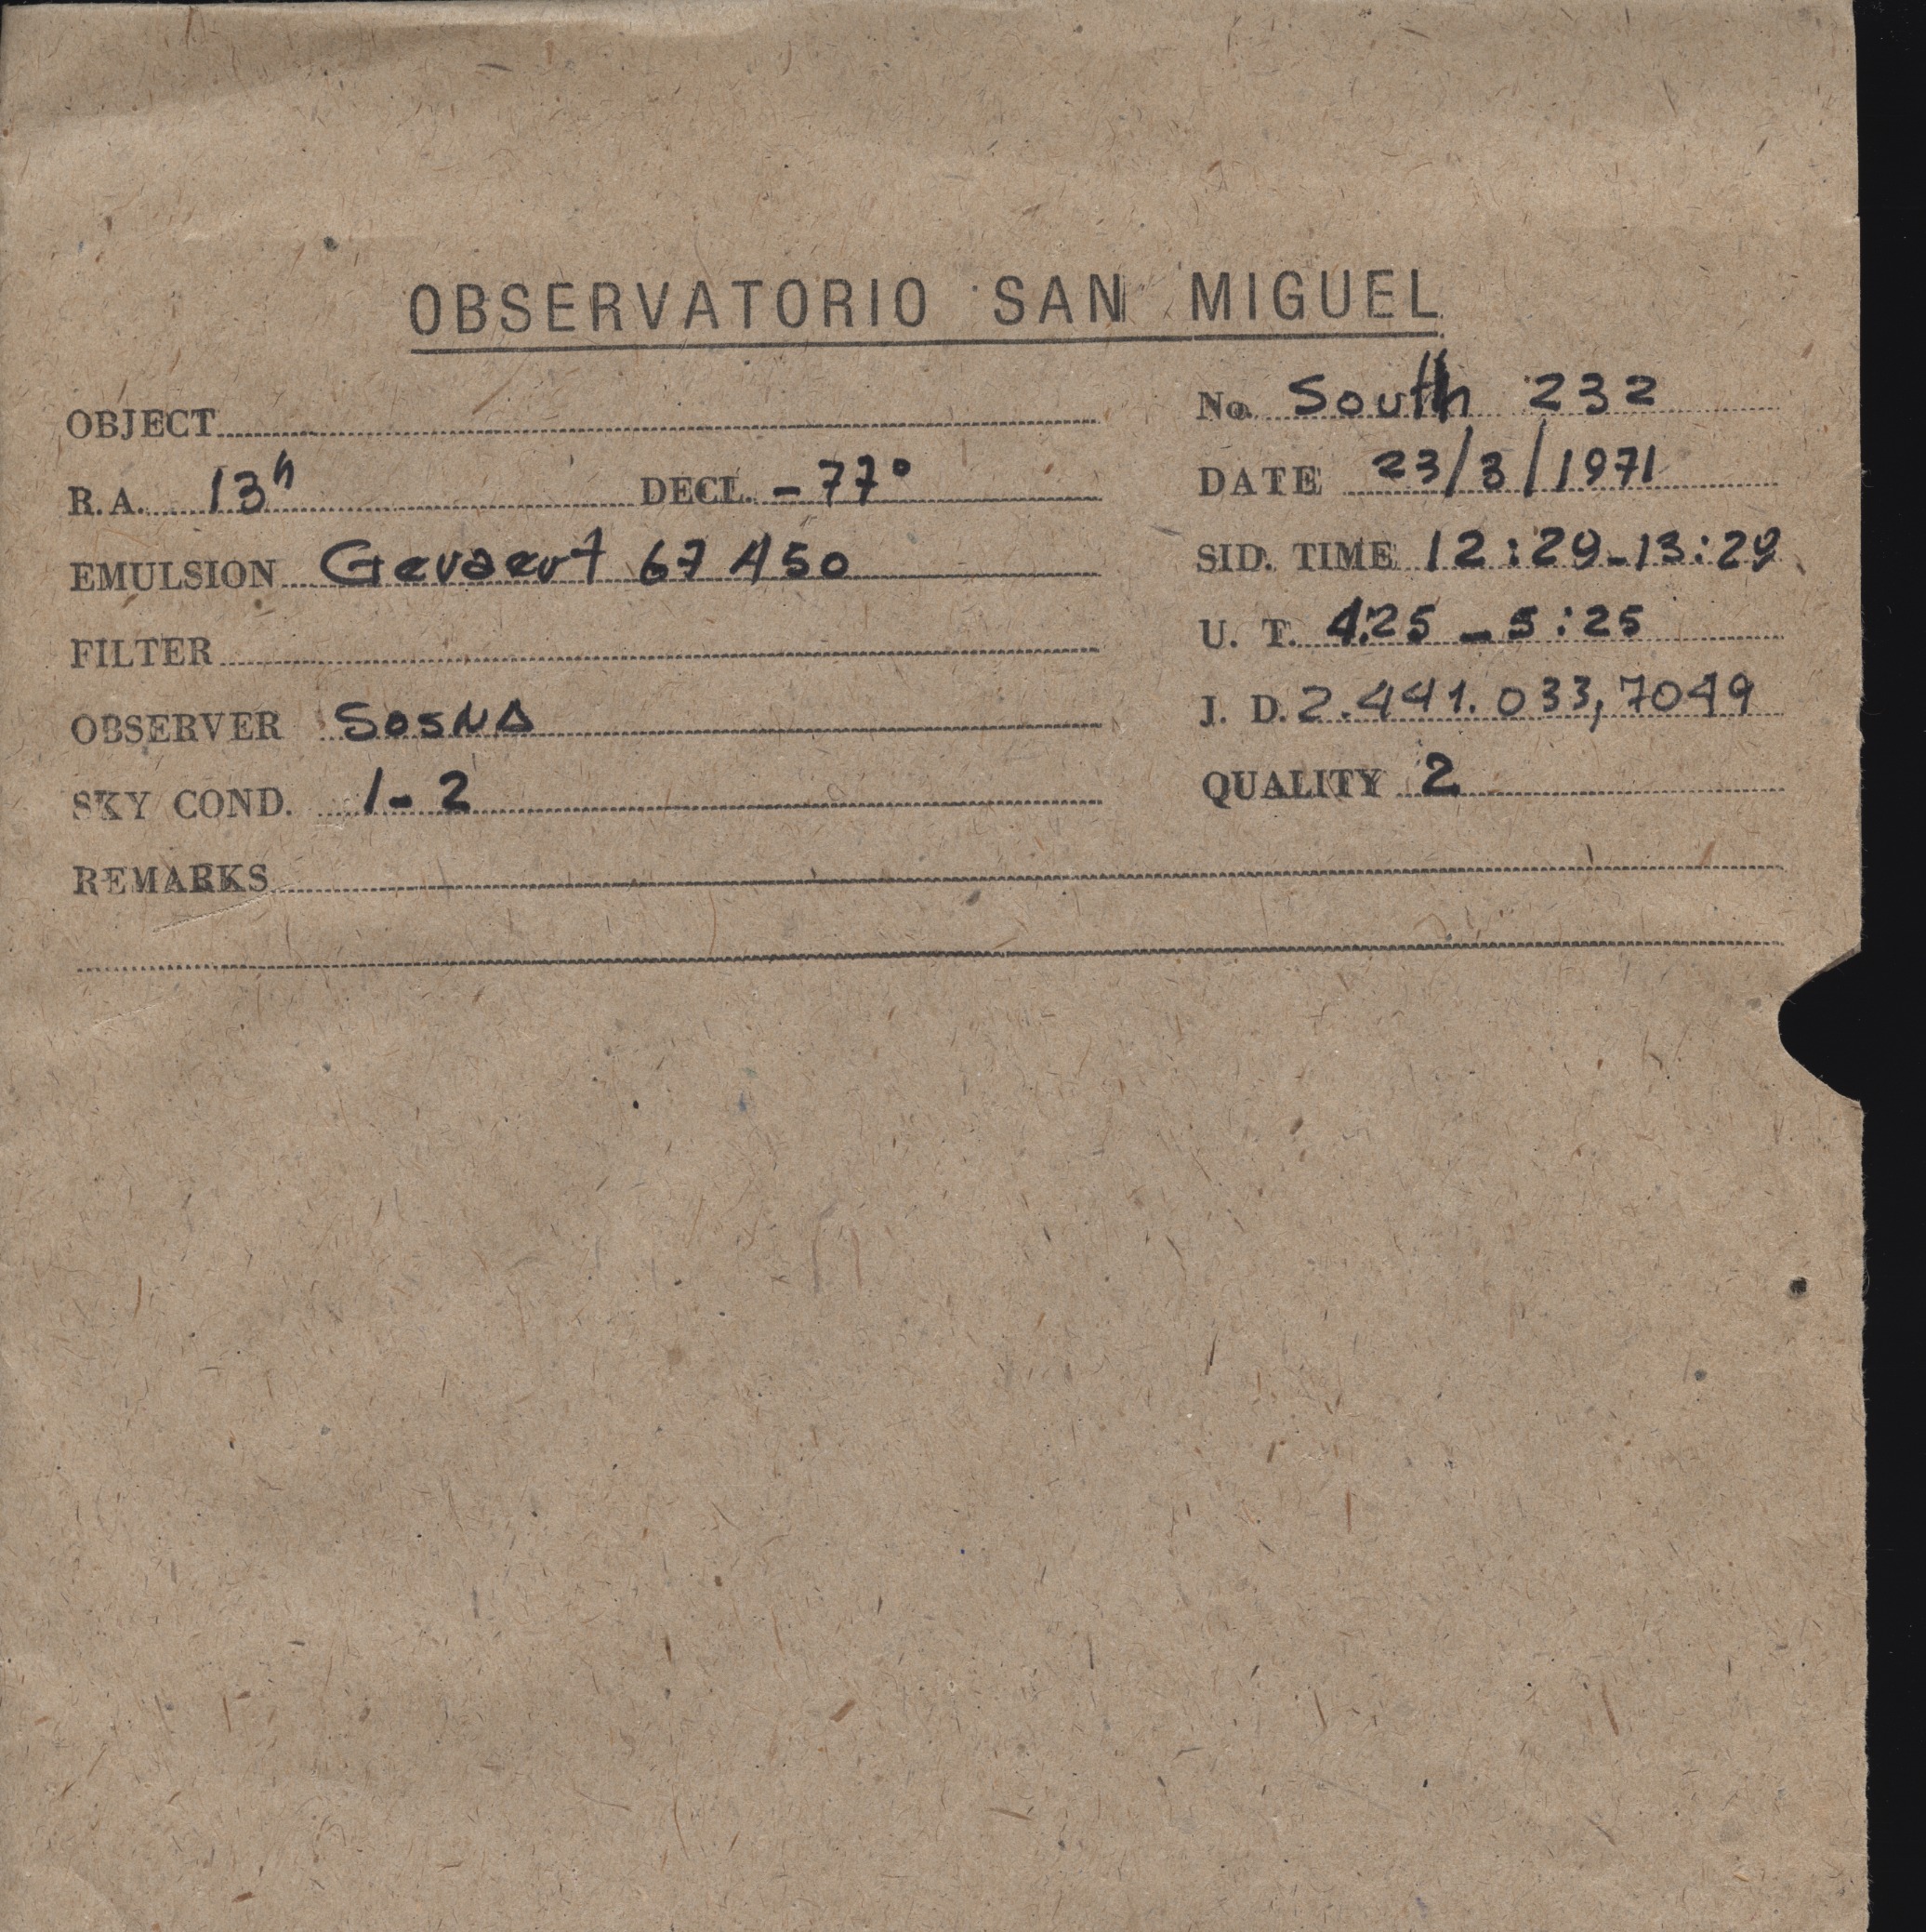 OBSERVATORIO SAN MIGUEL
OBJECT
No. South 232
R.A. 13h DECL. -77°
DATE 23/3/1971
EMULSION Gevaert 67 A50
SID. TIME 12:29-13:29
FILTER
U. T. 4:25 - 5:25
OBSERVER Sosna
J. D. 2.441.033,7049
SKY COND. 1-2
QUALITY 2
REMARKS